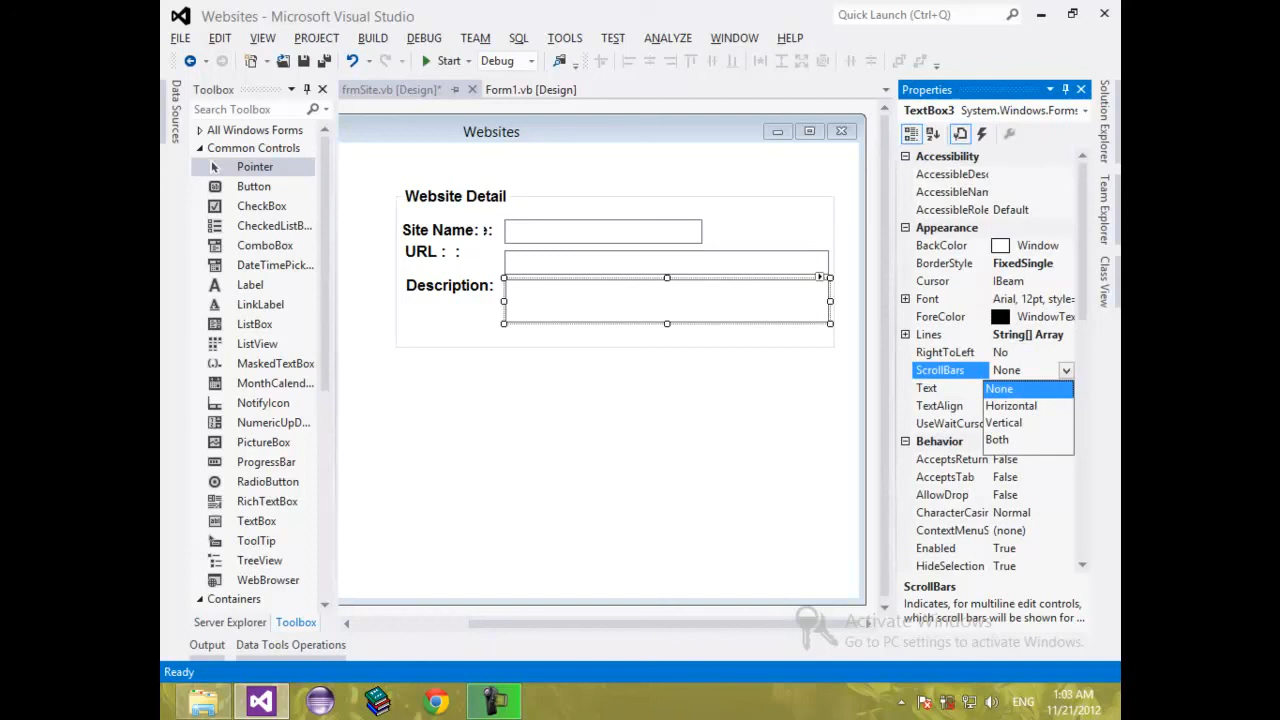 Websites - Microsoft Visual Studio
Quick Launch (Ctrl+Q)
FILE EDIT VIEW PROJECT BUILD DEBUG TEAM SQL TOOLS TEST ANALYZE WINDOW HELP
Start Debug
Data Sources
Toolbox
frmSite.vb [Design]*
Form1.vb [Design]
Properties
Search Toolbox
TextBox3 System.Windows.Forms
All Windows Forms
Common Controls
Pointer
Button
CheckBox
CheckedListB...
ComboBox
DateTimePick...
Label
LinkLabel
ListBox
ListView
MaskedTextBox
MonthCalend...
NotifyIcon
NumericUpD...
PictureBox
ProgressBar
RadioButton
RichTextBox
TextBox
ToolTip
TreeView
WebBrowser
Containers
Server Explorer Toolbox
Output Data Tools Operations
Websites
Website Detail
Site Name: :
URL : :
Description:
Accessibility
AccessibleDesc
AccessibleNam
AccessibleRole Default
Appearance
BackColor Window
BorderStyle FixedSingle
Cursor IBeam
Font Arial, 12pt, style=
ForeColor WindowTex
Lines String[] Array
RightToLeft No
ScrollBars None
Text
TextAlign
UseWaitCurso
None
Horizontal
Vertical
Both
Behavior
AcceptsReturn False
AcceptsTab False
AllowDrop False
CharacterCasin Normal
ContextMenuS (none)
Enabled True
HideSelection True
ScrollBars
Indicates, for multiline edit controls,
which scroll bars will be shown for ...
Solution Explorer
Team Explorer
Class View
Activate Windows
Go to PC settings to activate Windows.
Ready
ENG
1:03 AM
11/21/2012